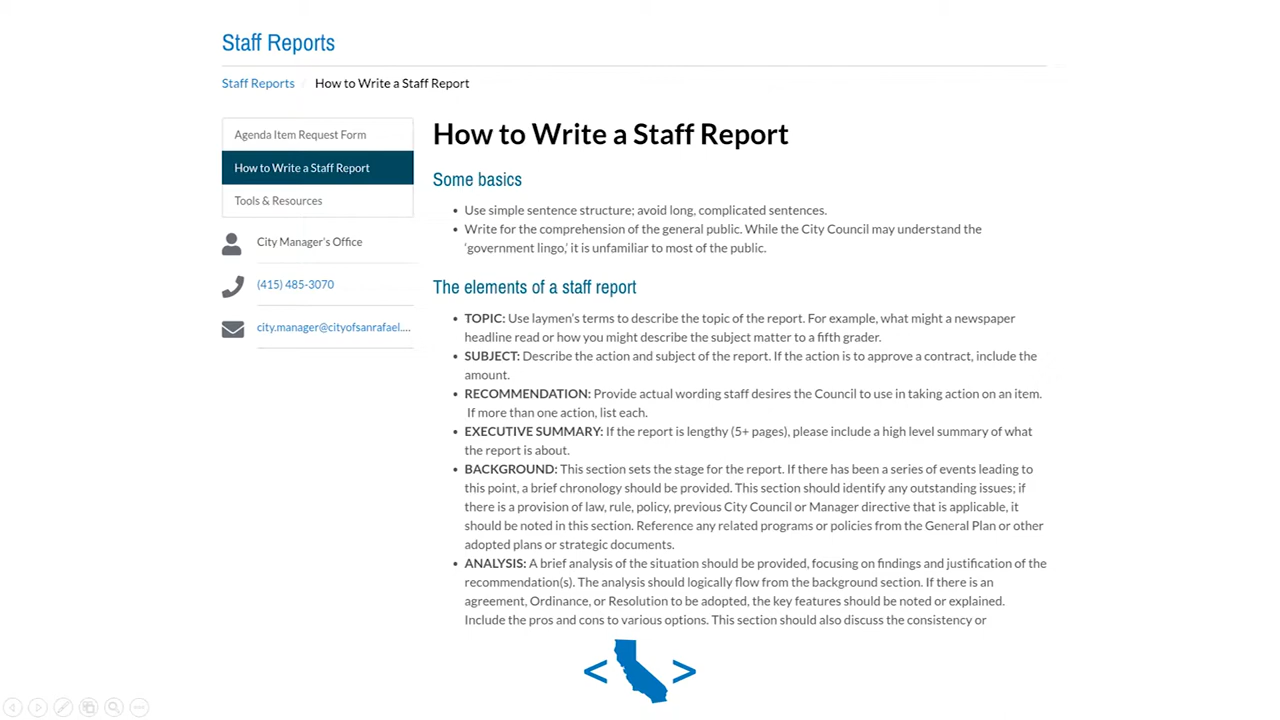 Staff Reports
Staff Reports / How to Write a Staff Report
Agenda Item Request Form
How to Write a Staff Report
Tools & Resources
City Manager's Office
(415) 485-3070
city.manager@cityofsanrafael....
How to Write a Staff Report
Some basics
• Use simple sentence structure; avoid long, complicated sentences.
• Write for the comprehension of the general public. While the City Council may understand the
'government lingo,' it is unfamiliar to most of the public.
The elements of a staff report
• TOPIC: Use laymen's terms to describe the topic of the report. For example, what might a newspaper
headline read or how you might describe the subject matter to a fifth grader.
• SUBJECT: Describe the action and subject of the report. If the action is to approve a contract, include the
amount.
• RECOMMENDATION: Provide actual wording staff desires the Council to use in taking action on an item.
If more than one action, list each.
• EXECUTIVE SUMMARY: If the report is lengthy (5+ pages), please include a high level summary of what
the report is about.
• BACKGROUND: This section sets the stage for the report. If there has been a series of events leading to
this point, a brief chronology should be provided. This section should identify any outstanding issues; if
there is a provision of law, rule, policy, previous City Council or Manager directive that is applicable, it
should be noted in this section. Reference any related programs or policies from the General Plan or other
adopted plans or strategic documents.
• ANALYSIS: A brief analysis of the situation should be provided, focusing on findings and justification of the
recommendation(s). The analysis should logically flow from the background section. If there is an
agreement, Ordinance, or Resolution to be adopted, the key features should be noted or explained.
Include the pros and cons to various options. This section should also discuss the consistency or
< >